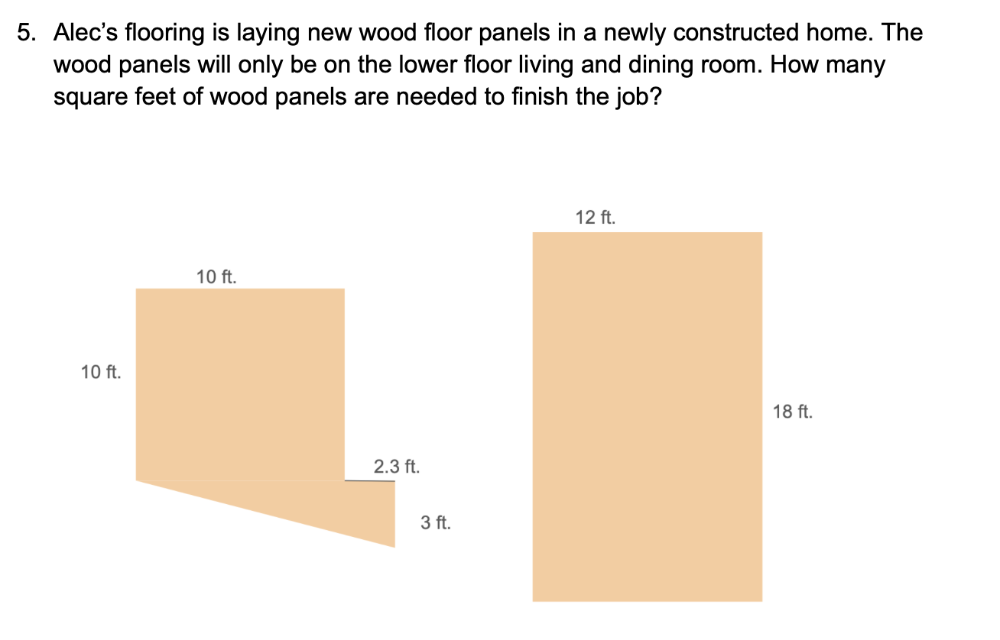 5. Alec's flooring is laying new wood floor panels in a newly constructed home. The
wood panels will only be on the lower floor living and dining room. How many
square feet of wood panels are needed to finish the job?
12 ft.
10 ft.
10 ft.
18 ft.
2.3 ft.
3 ft.